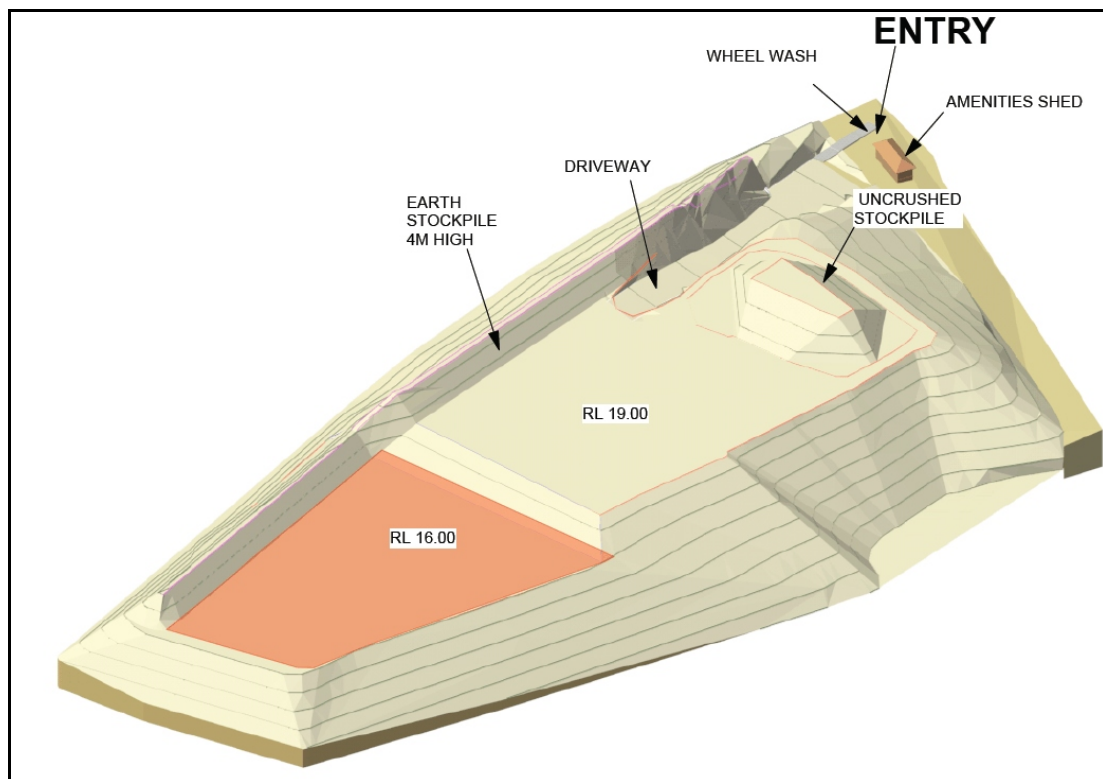 ENTRY
WHEEL WASH
AMENITIES SHED
DRIVEWAY
EARTH
STOCKPILE
4M HIGH
UNCRUSHED
STOCKPILE
RL 19.00
RL 16.00